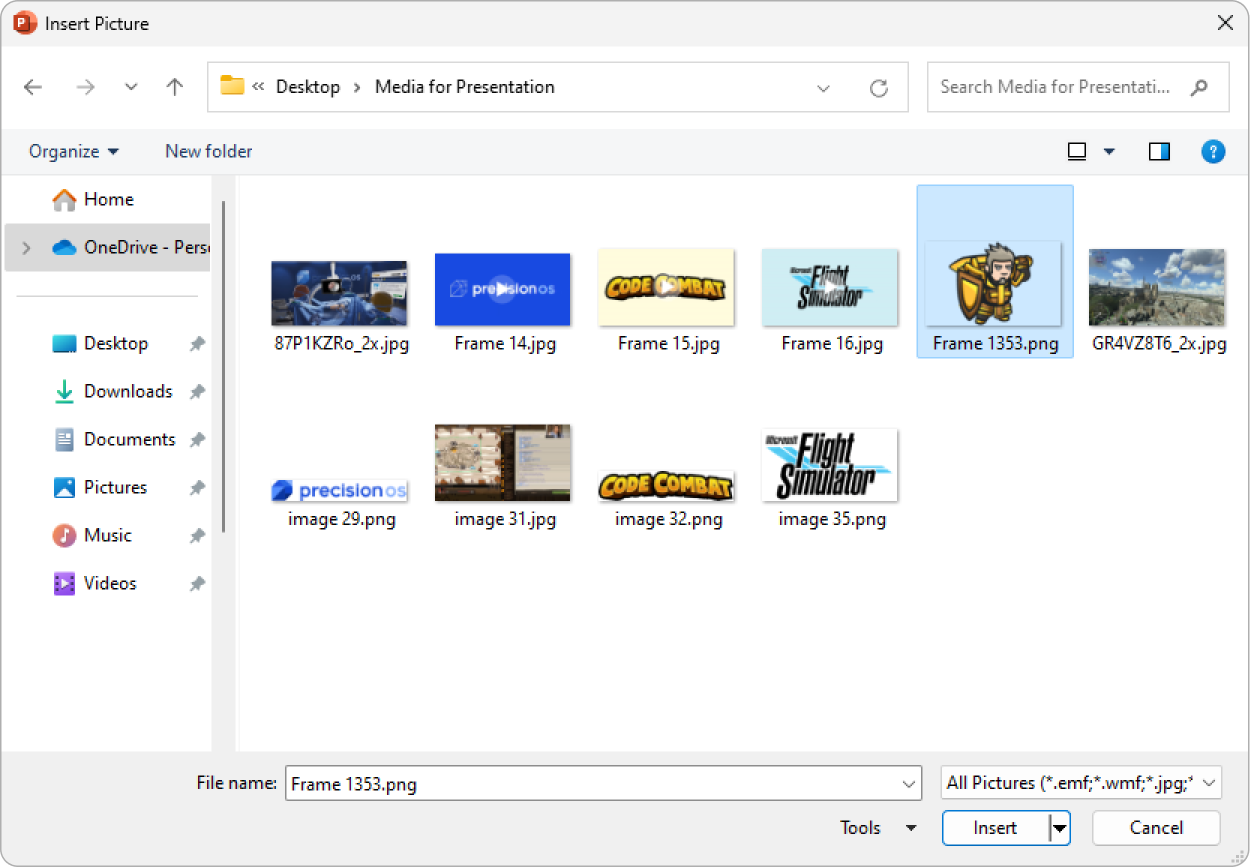 Insert Picture
« Desktop > Media for Presentation
Search Media for Presentati...
Organize
New folder
Home
OneDrive - Pers
Desktop
Downloads
Documents
Pictures
Music
Videos
precisionos
CODE COMBAT
Microsoft
Flight
Simulator
87P1KZRo_2x.jpg
Frame 14.jpg
Frame 15.jpg
Frame 16.jpg
Frame 1353.png
GR4VZ8T6_2x.jpg
precision os
CODE COMBAT
Microsoft
Flight
Simulator
image 29.png
image 31.jpg
image 32.png
image 35.png
File name:
Frame 1353.png
All Pictures (*.emf;*.wmf;*.jpg;*
Tools
Insert
Cancel